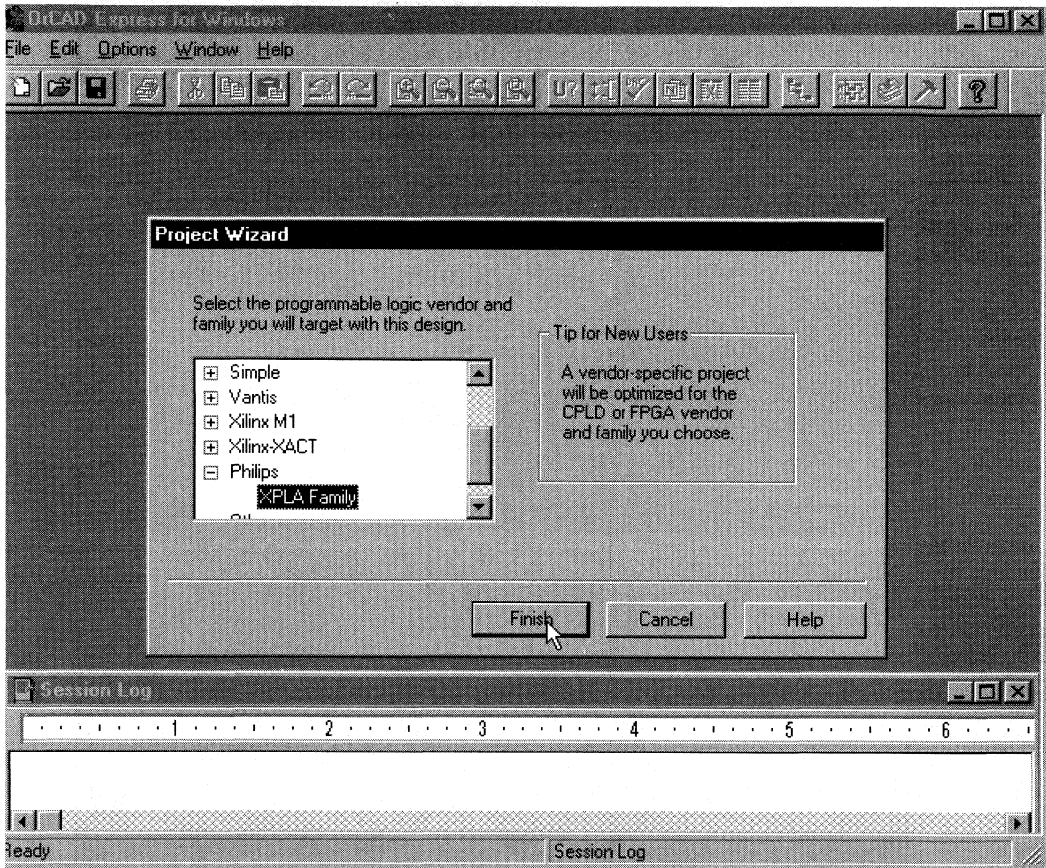 OrCAD Express for Windows
File Edit Options Window Help
U?
Project Wizard
Select the programmable logic vendor and
family you will target with this design.
Simple
Vantis
Xilinx M1
Xilinx-XACT
Philips
XPLA Family
Tip for New Users
A vendor-specific project
will be optimized for the
CPLD or FPGA vendor
and family you choose.
Finish
Cancel
Help
Session Log
1 2 3 4 5 6
Ready
Session Log